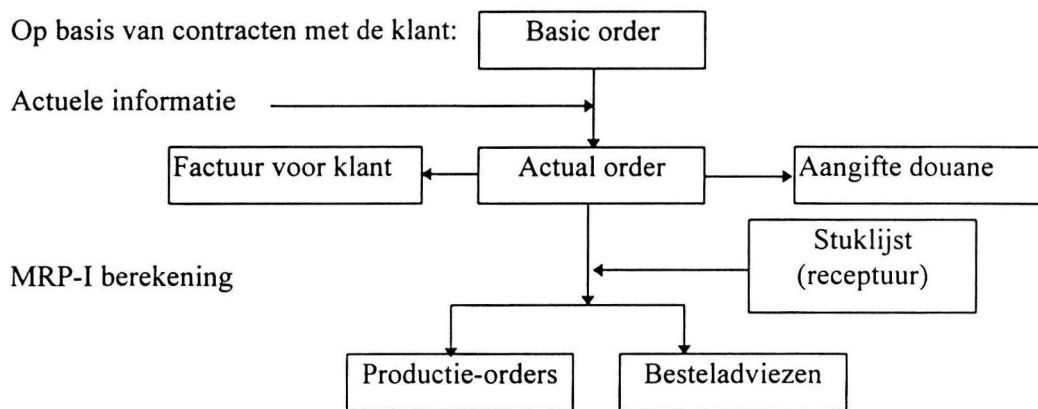 Op basis van contracten met de klant:
Basic order
Actuele informatie
Factuur voor klant
Actual order
Aangifte douane
Stuklijst
(receptuur)
MRP-I berekening
Productie-orders
Besteladviezen